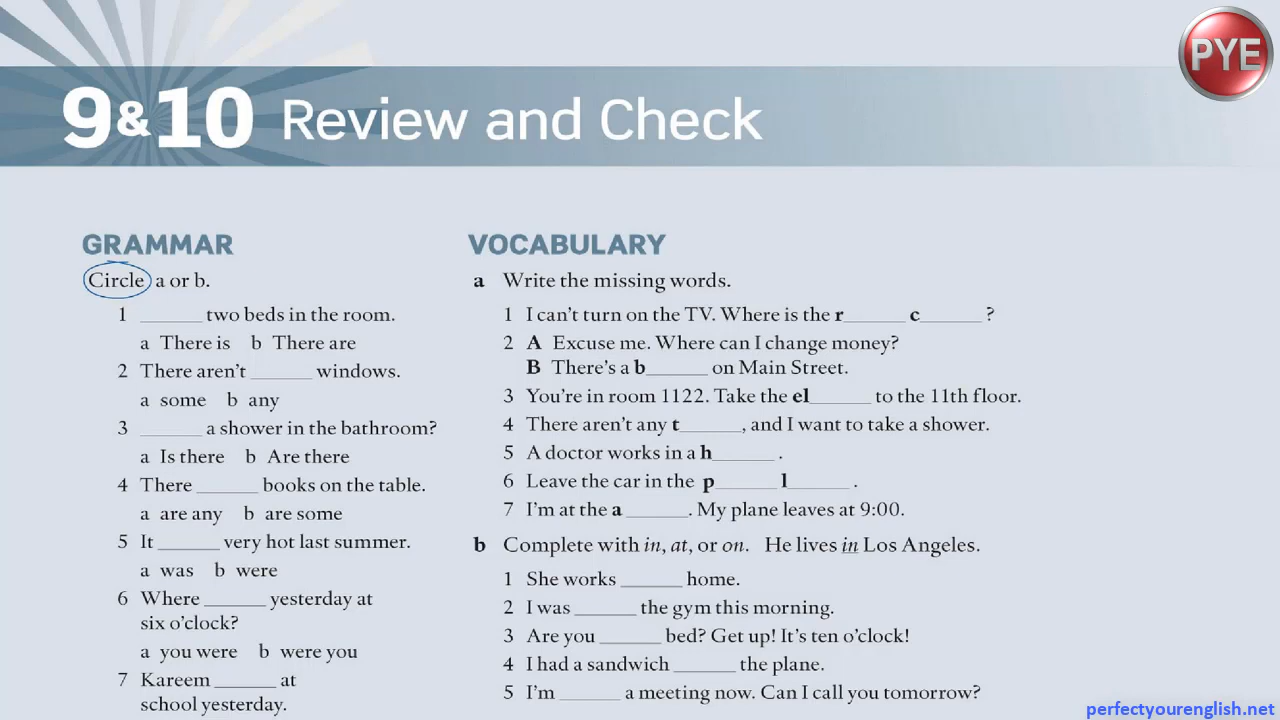 PYE
9&10 Review and Check
GRAMMAR
Circle a or b.
1 ______ two beds in the room.
a There is b There are
2 There aren't ______ windows.
a some b any
3 ______ a shower in the bathroom?
a Is there b Are there
4 There ______ books on the table.
a are any b are some
5 It ______ very hot last summer.
a was b were
6 Where ______ yesterday at
six o'clock?
a you were b were you
7 Kareem ______ at
school yesterday.
VOCABULARY
a Write the missing words.
1 I can't turn on the TV. Where is the r______ c______ ?
2 A Excuse me. Where can I change money?
B There's a b______ on Main Street.
3 You're in room 1122. Take the el______ to the 11th floor.
4 There aren't any t______, and I want to take a shower.
5 A doctor works in a h______ .
6 Leave the car in the p______ l______ .
7 I'm at the a ______. My plane leaves at 9:00.
b Complete with in, at, or on. He lives in Los Angeles.
1 She works ______ home.
2 I was ______ the gym this morning.
3 Are you ______ bed? Get up! It's ten o'clock!
4 I had a sandwich ______ the plane.
5 I'm ______ a meeting now. Can I call you tomorrow?
perfectyourenglish.net